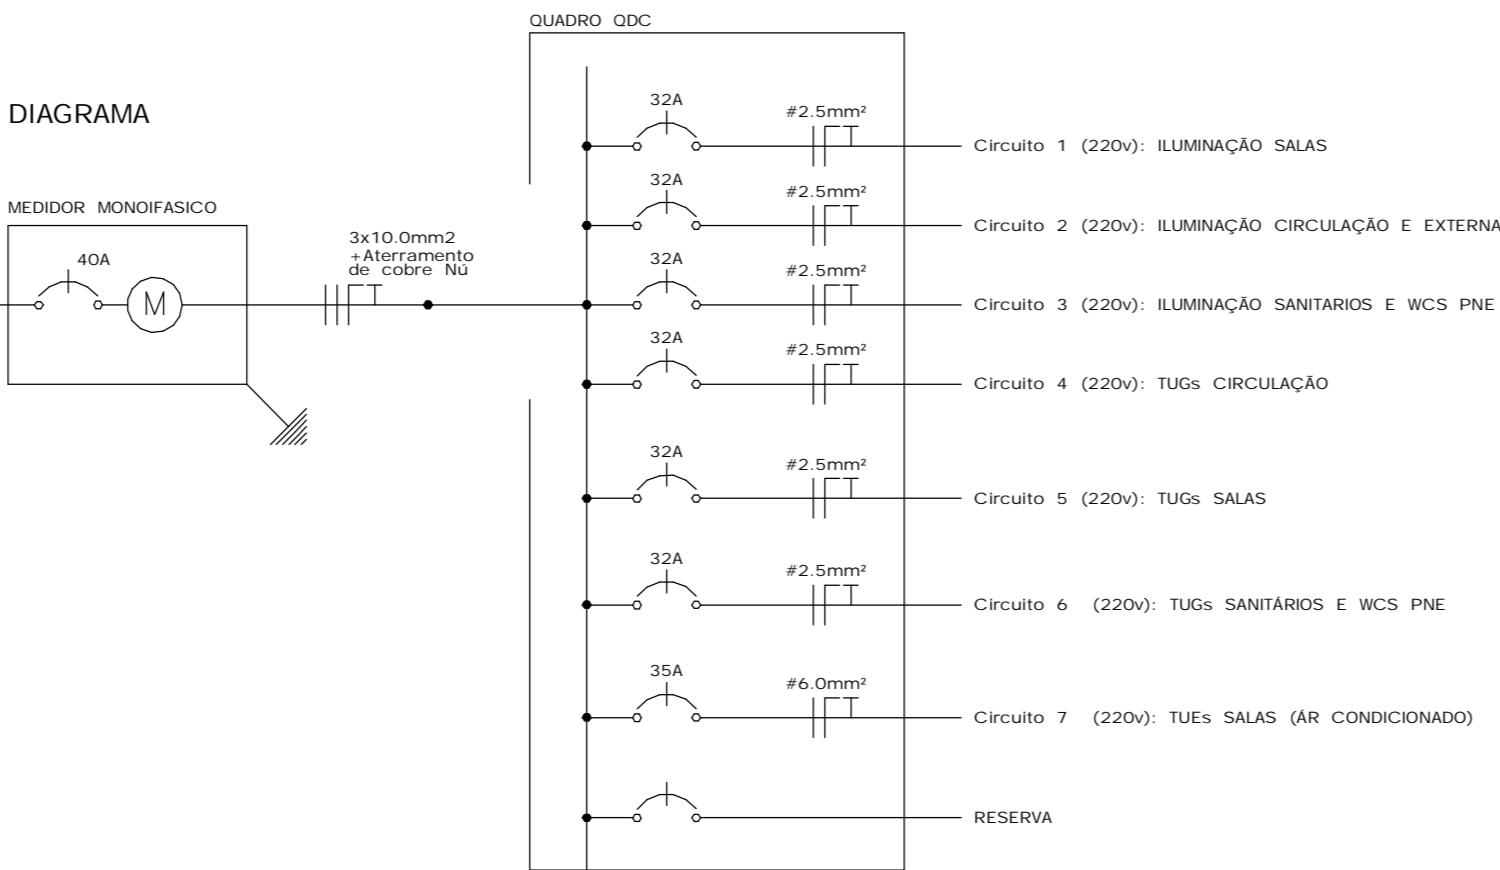 QUADRO QDC
DIAGRAMA
MEDIDOR MONOIFASICO
40A
M
3x10.0mm2
+Aterramento
de cobre Nú
32A
#2.5mm²
Circuito 1 (220v): ILUMINAÇÃO SALAS
32A
#2.5mm²
Circuito 2 (220v): ILUMINAÇÃO CIRCULAÇÃO E EXTERNA
32A
#2.5mm²
Circuito 3 (220v): ILUMINAÇÃO SANITARIOS E WCS PNE
32A
#2.5mm²
Circuito 4 (220v): TUGs CIRCULAÇÃO
32A
#2.5mm²
Circuito 5 (220v): TUGs SALAS
32A
#2.5mm²
Circuito 6 (220v): TUGs SANITÁRIOS E WCS PNE
35A
#6.0mm²
Circuito 7 (220v): TUEs SALAS (ÁR CONDICIONADO)
RESERVA